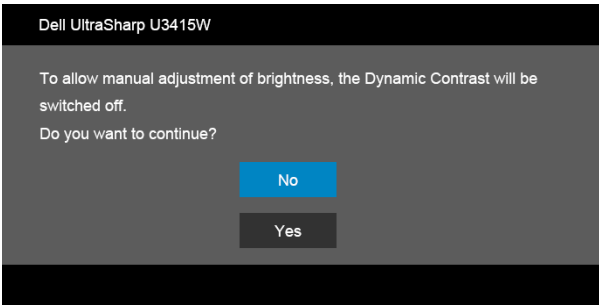 Dell UltraSharp U3415W
To allow manual adjustment of brightness, the Dynamic Contrast will be
switched off.
Do you want to continue?
No
Yes